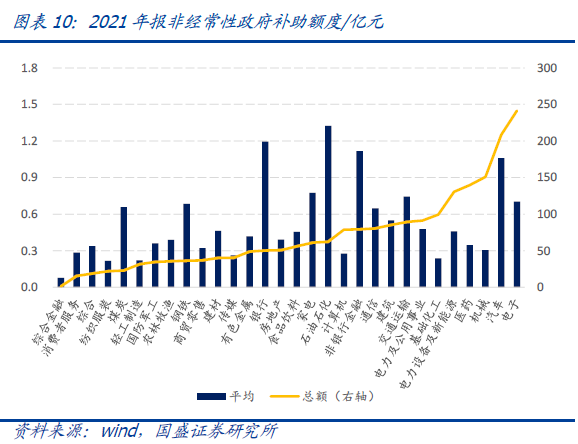 图表 10：2021 年报非经常性政府补助额度/亿元
1.8
1.5
1.2
0.9
0.6
0.3
0.0
300
250
200
150
100
50
0
综合金融
消费者服务
综合
纺织服装
煤炭
轻工制造
国防军工
农林牧渔
钢铁
商贸零售
建材
传媒
有色金属
银行
房地产
食品饮料
家电
石油石化
计算机
非银行金融
通信
建筑
交通运输
电力及公用事业
基础化工
电力设备及新能源
医药
机械
汽车
电子
平均
总额（右轴）
资料来源：wind，国盛证券研究所